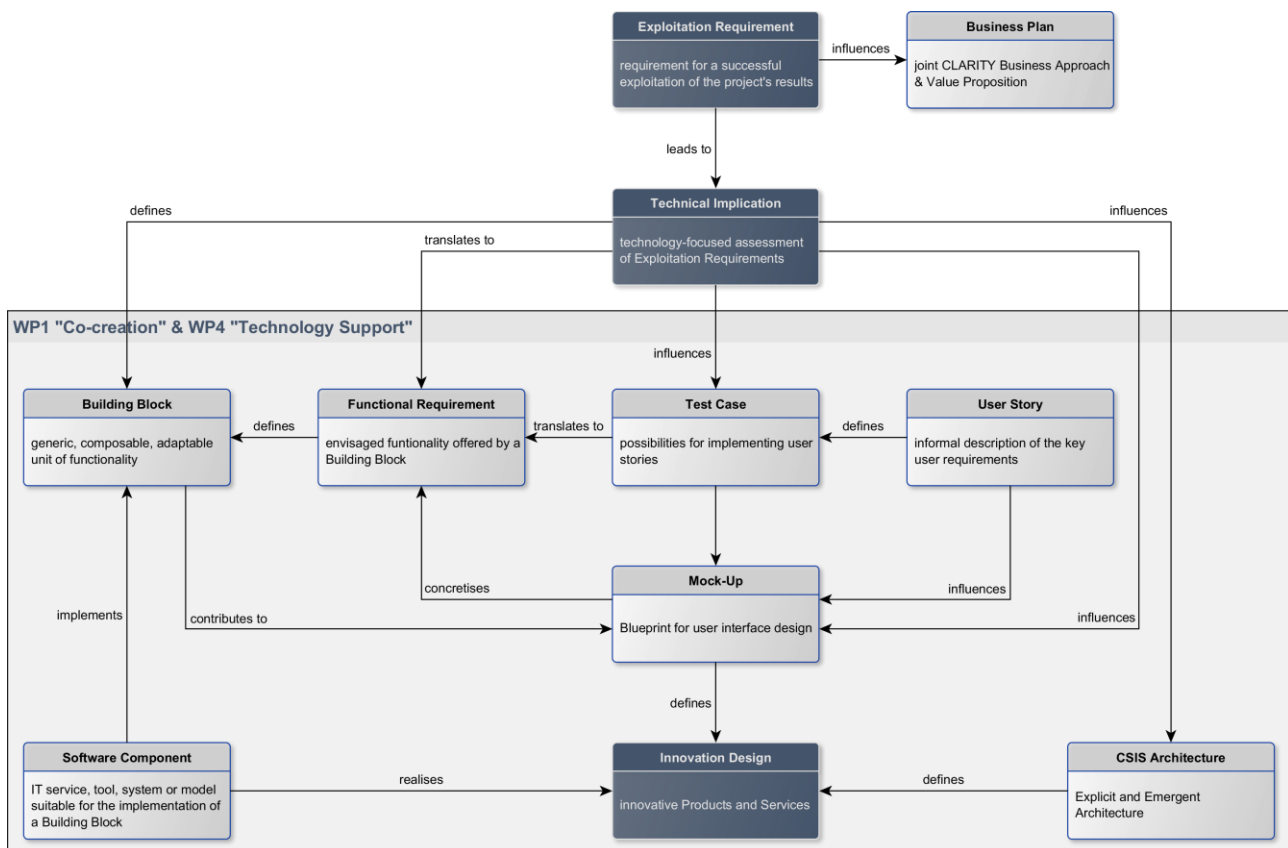 Exploitation Requirement
requirement for a successful
exploitation of the project's results
influences
Business Plan
joint CLARITY Business Approach
& Value Proposition
leads to
Technical Implication
technology-focused assessment
of Exploitation Requirements
defines
translates to
influences
WP1 "Co-creation" & WP4 "Technology Support"
influences
Building Block
generic, composable, adaptable
unit of functionality
defines
Functional Requirement
envisaged funtionality offered by a
Building Block
translates to
Test Case
possibilities for implementing user
stories
defines
User Story
informal description of the key
user requirements
implements
contributes to
concretises
Mock-Up
Blueprint for user interface design
influences
influences
defines
Software Component
IT service, tool, system or model
suitable for the implementation of
a Building Block
realises
Innovation Design
innovative Products and Services
defines
CSIS Architecture
Explicit and Emergent
Architecture